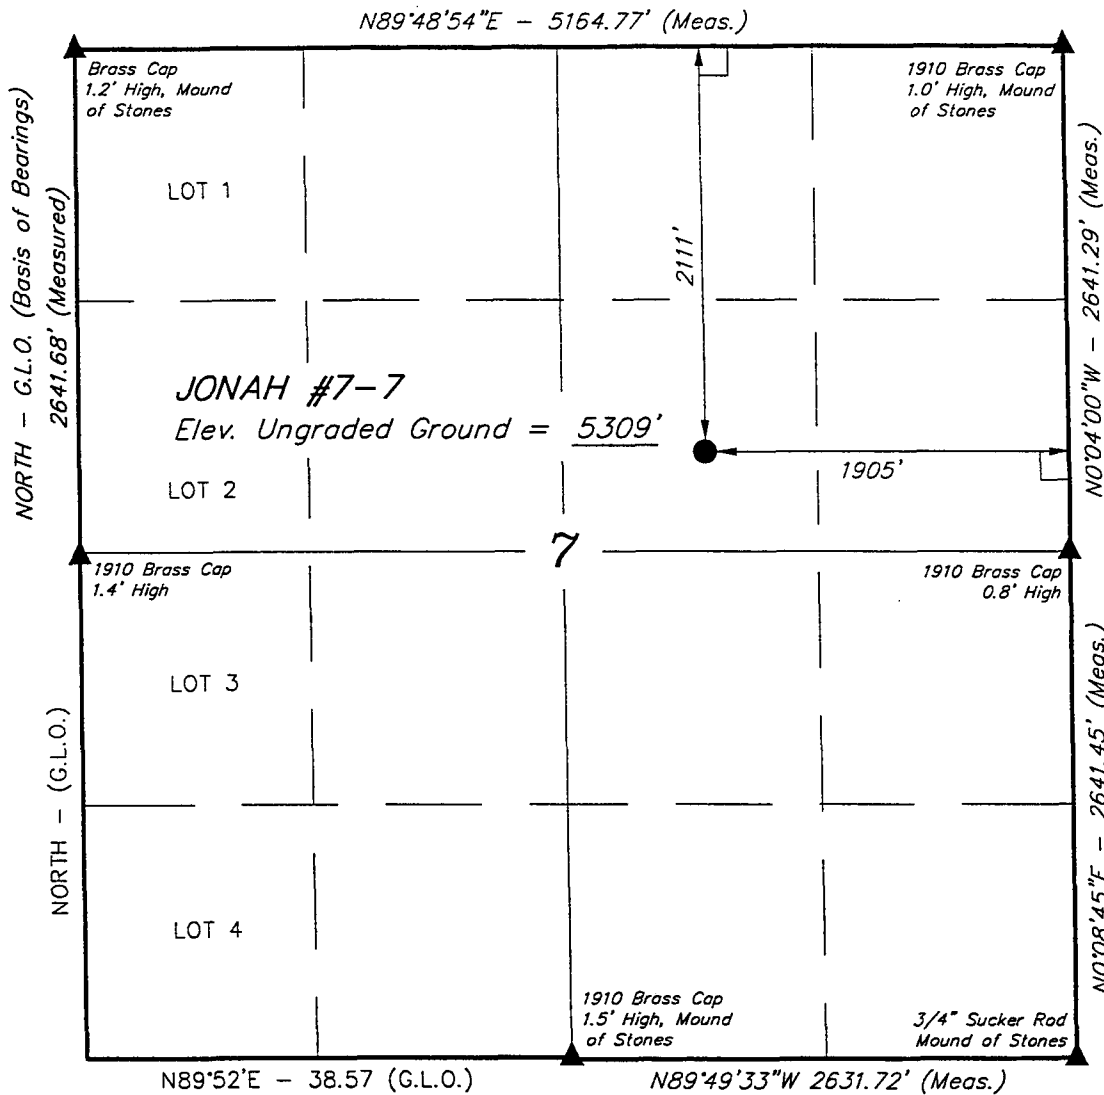 N89°48'54"E – 5164.77' (Meas.)
Brass Cap
1.2' High, Mound
of Stones
1910 Brass Cap
1.0' High, Mound
of Stones
NORTH – G.L.O. (Basis of Bearings)
2641.68' (Measured)
LOT 1
2111'
N0°04'00"W – 2641.29' (Meas.)
JONAH #7–7
Elev. Ungraded Ground = 5309'
1905'
LOT 2
7
1910 Brass Cap
1.4' High
1910 Brass Cap
0.8' High
LOT 3
NORTH – (G.L.O.)
N0°08'45"E – 2641.45' (Meas.)
LOT 4
1910 Brass Cap
1.5' High, Mound
of Stones
3/4" Sucker Rod
Mound of Stones
N89°52'E – 38.57 (G.L.O.)
N89°49'33"W 2631.72' (Meas.)